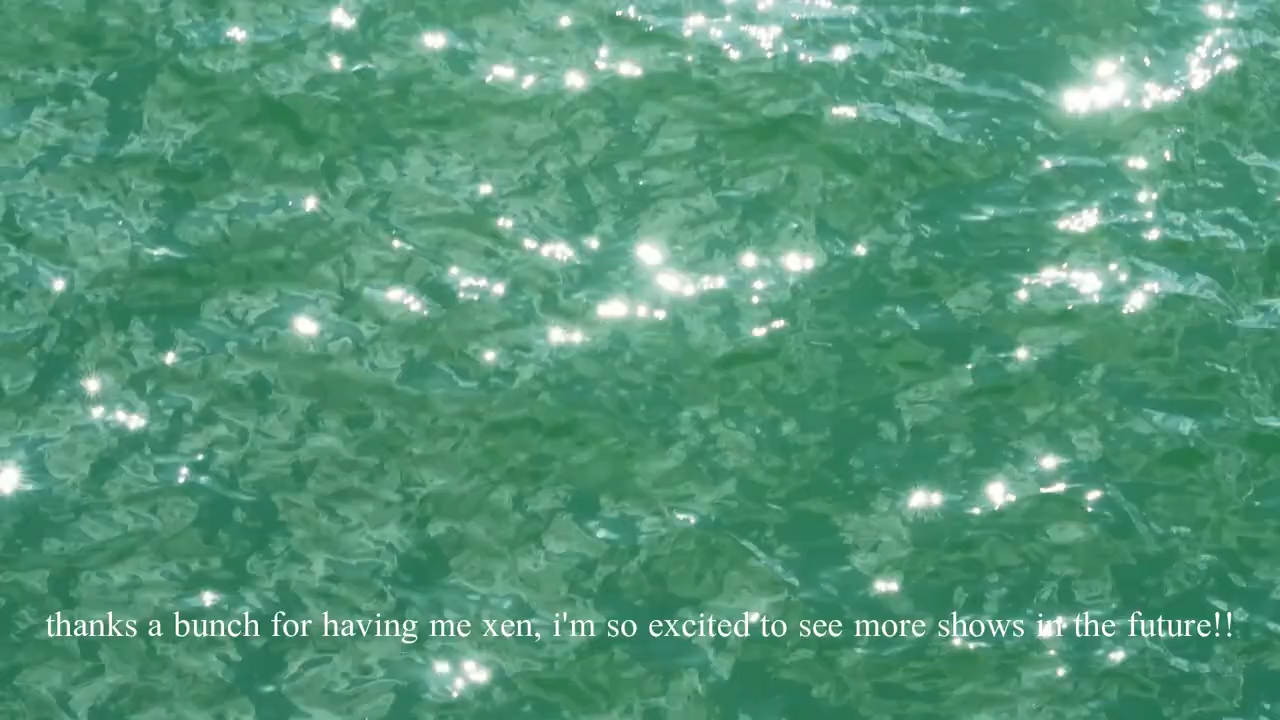 thanks a bunch for having me xen, i'm so excited to see more shows in the future!!